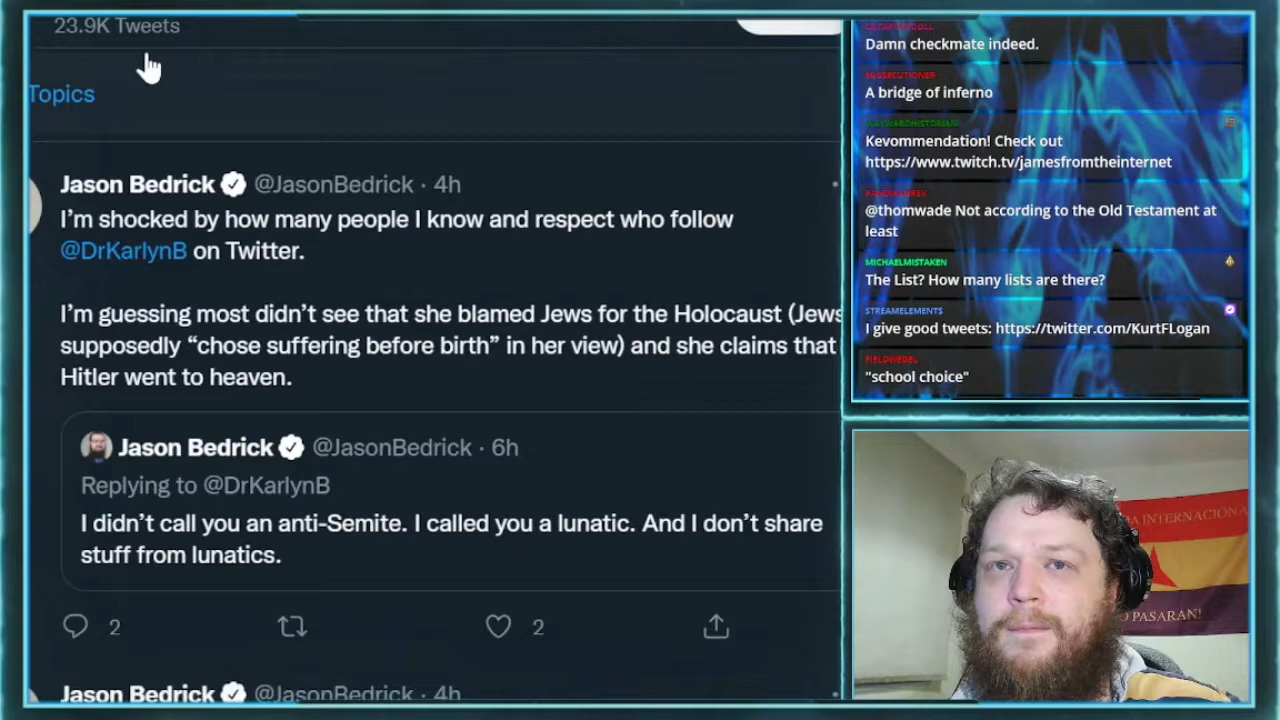 23.9K Tweets
Topics
Jason Bedrick @JasonBedrick · 4h
I'm shocked by how many people I know and respect who follow
@DrKarlynB on Twitter.
I'm guessing most didn't see that she blamed Jews for the Holocaust (Jews
supposedly “chose suffering before birth” in her view) and she claims that
Hitler went to heaven.
Jason Bedrick @JasonBedrick · 6h
Replying to @DrKarlynB
I didn't call you an anti-Semite. I called you a lunatic. And I don't share
stuff from lunatics.
2
2
Jason Bedrick @JasonBedrick · 4h
Damn checkmate indeed.
A bridge of inferno
WAYWARDHISTORIAN
Kevommendation! Check out
https://www.twitch.tv/jamesfromtheinternet
@thomwade Not according to the Old Testament at
least
MICHAELMISTAKEN
The List? How many lists are there?
STREAMELEMENTS
I give good tweets: https://twitter.com/KurtFLogan
"school choice"
INTERNACIONA
PASARAN!